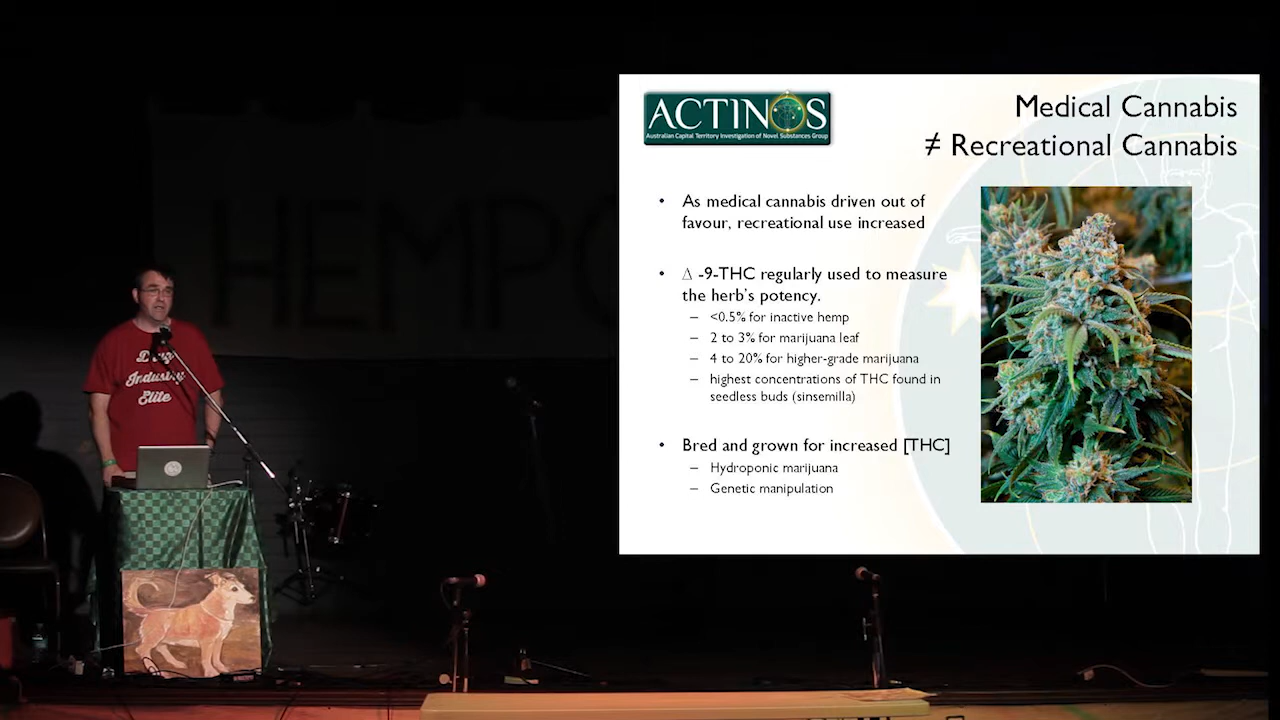 ACTINOS
Australian Capital Territory Investigation of Novel Substances Group
Medical Cannabis
≠ Recreational Cannabis
• As medical cannabis driven out of
favour, recreational use increased
• Δ -9-THC regularly used to measure
the herb's potency.
– <0.5% for inactive hemp
– 2 to 3% for marijuana leaf
– 4 to 20% for higher-grade marijuana
– highest concentrations of THC found in
seedless buds (sinsemilla)
• Bred and grown for increased [THC]
– Hydroponic marijuana
– Genetic manipulation
HEMP
Drug
Industry
Elite